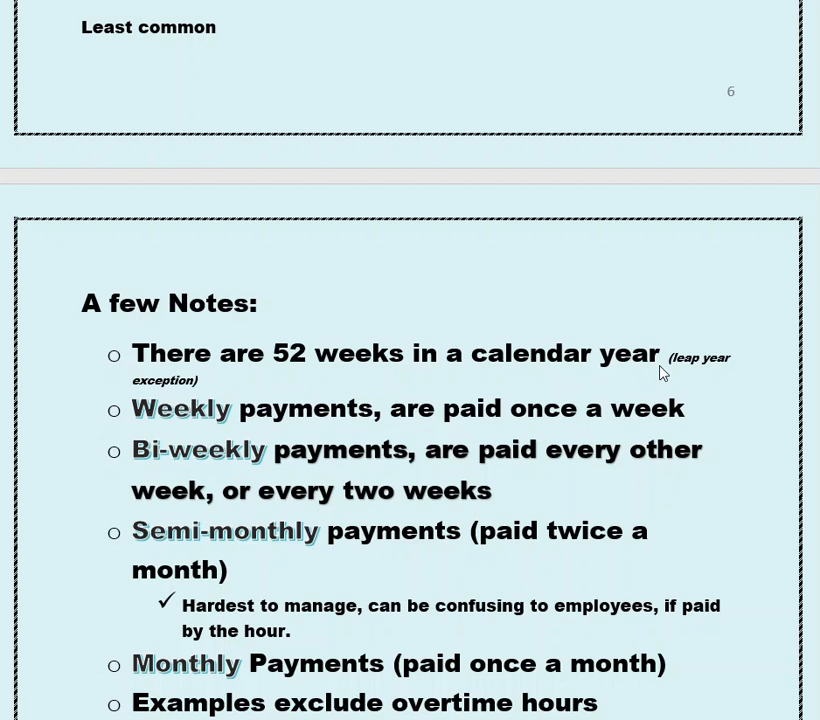 Least common
6
A few Notes:
○ There are 52 weeks in a calendar year (leap year
exception)
○ Weekly payments, are paid once a week
○ Bi-weekly payments, are paid every other
week, or every two weeks
○ Semi-monthly payments (paid twice a
month)
✓ Hardest to manage, can be confusing to employees, if paid
by the hour.
○ Monthly Payments (paid once a month)
○ Examples exclude overtime hours